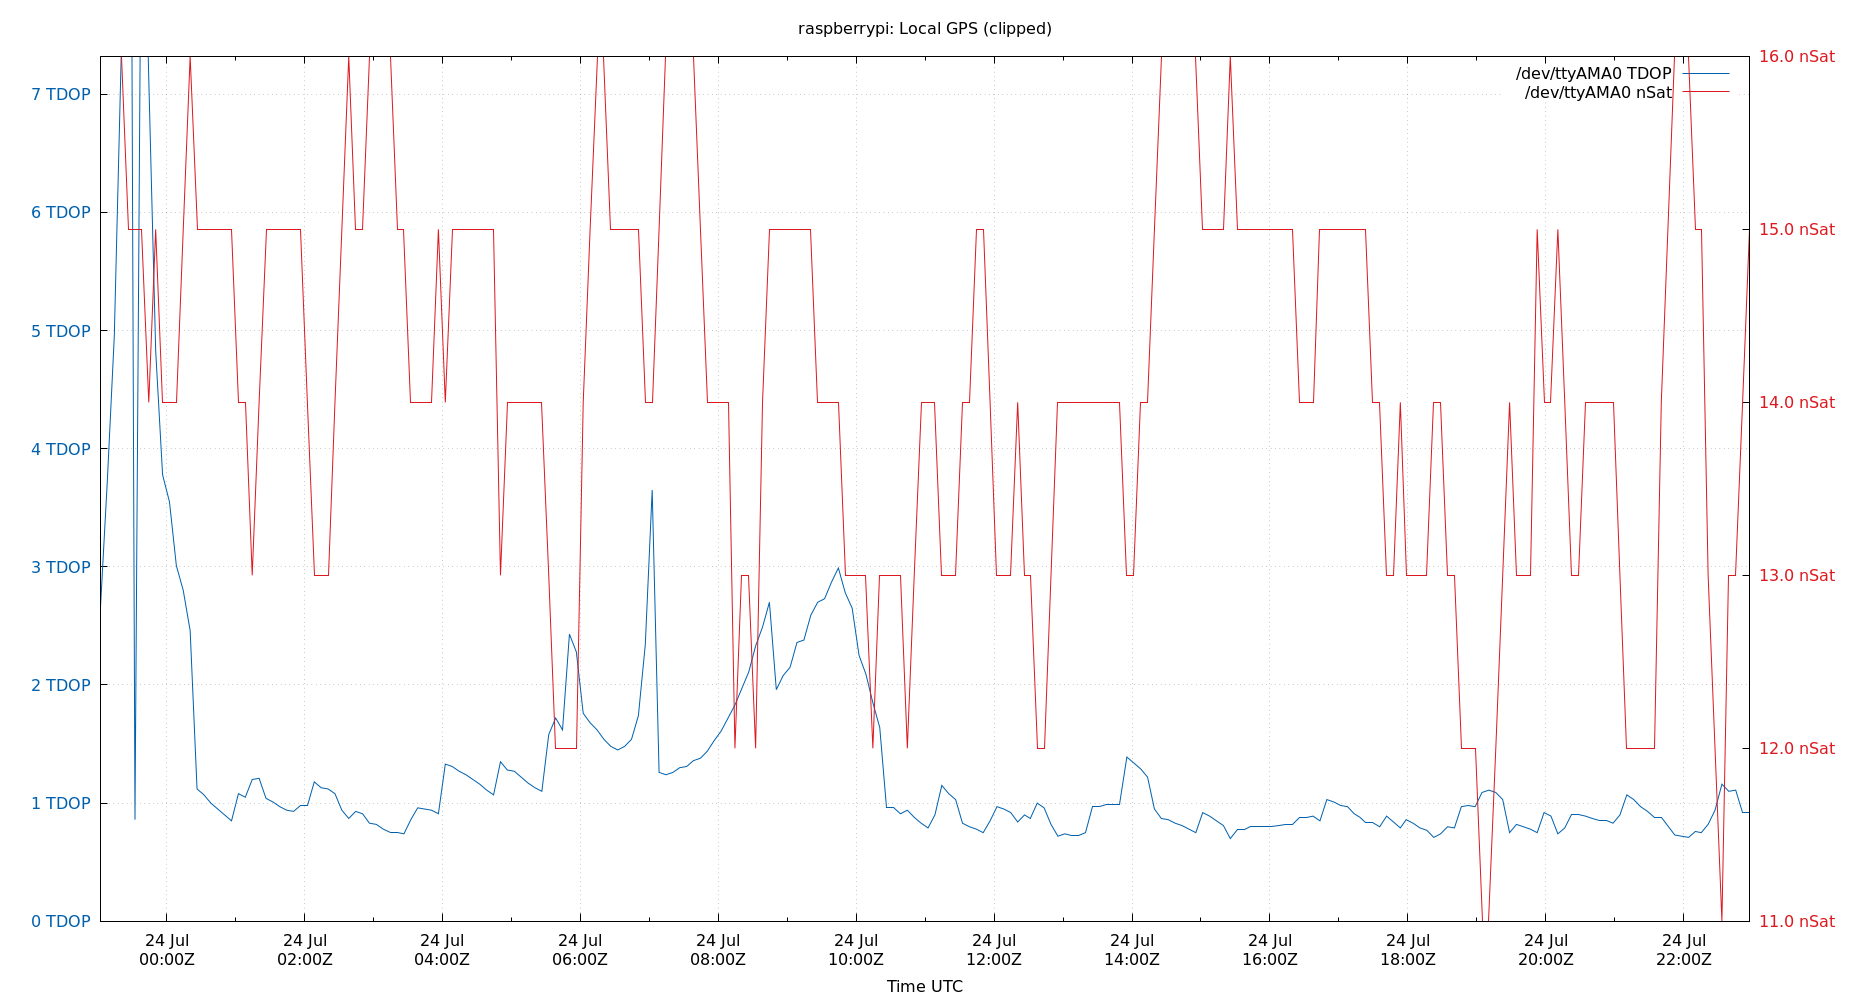 raspberrypi: Local GPS (clipped)
/dev/ttyAMA0 TDOP
/dev/ttyAMA0 nSat
7 TDOP
6 TDOP
5 TDOP
4 TDOP
3 TDOP
2 TDOP
1 TDOP
0 TDOP
16.0 nSat
15.0 nSat
14.0 nSat
13.0 nSat
12.0 nSat
11.0 nSat
24 Jul 24 Jul 24 Jul 24 Jul 24 Jul 24 Jul 24 Jul 24 Jul 24 Jul 24 Jul 24 Jul 24 Jul
00:00Z 02:00Z 04:00Z 06:00Z 08:00Z 10:00Z 12:00Z 14:00Z 16:00Z 18:00Z 20:00Z 22:00Z
Time UTC